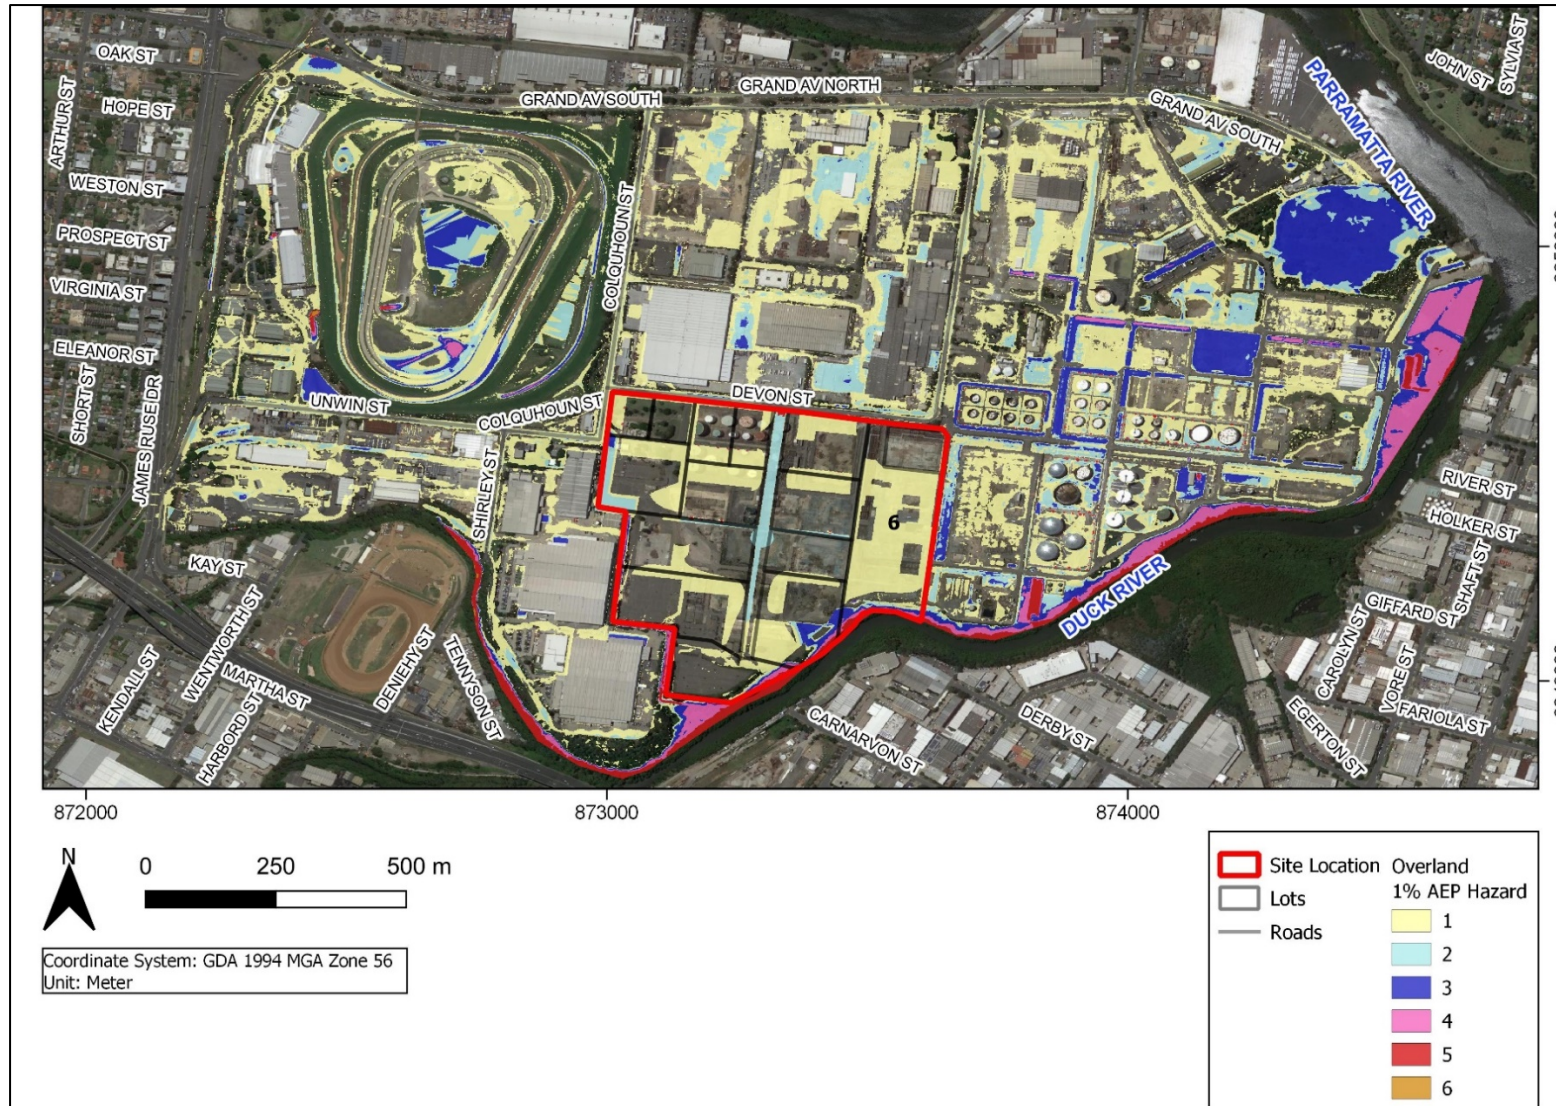 OAK ST
HOPE ST
ARTHUR ST
WESTON ST
PROSPECT ST
VIRGINIA ST
ELEANOR ST
SHORT ST
JAMES RUSE DR
UNWIN ST
COLQUHOUN ST
COLQUHOUN ST
GRAND AV SOUTH
GRAND AV NORTH
GRAND AV SOUTH
PARRAMATTA RIVER
JOHN ST
SYLVIA ST
DEVON ST
SHIRLEY ST
6
KAY ST
KENDALL ST
WENTWORTH ST
HARBORD ST
MARTHA ST
DENIEHY ST
TENNYSON ST
DUCK RIVER
CARNARVON ST
DERBY ST
RIVER ST
HOLKER ST
SHAFT ST
GIFFARD ST
CAROLYN ST
VORE ST
FARIOLA ST
EGERTON ST
872000
873000
874000
N
0 250 500 m
Coordinate System: GDA 1994 MGA Zone 56
Unit: Meter
Site Location
Lots
Roads
Overland
1% AEP Hazard
1
2
3
4
5
6